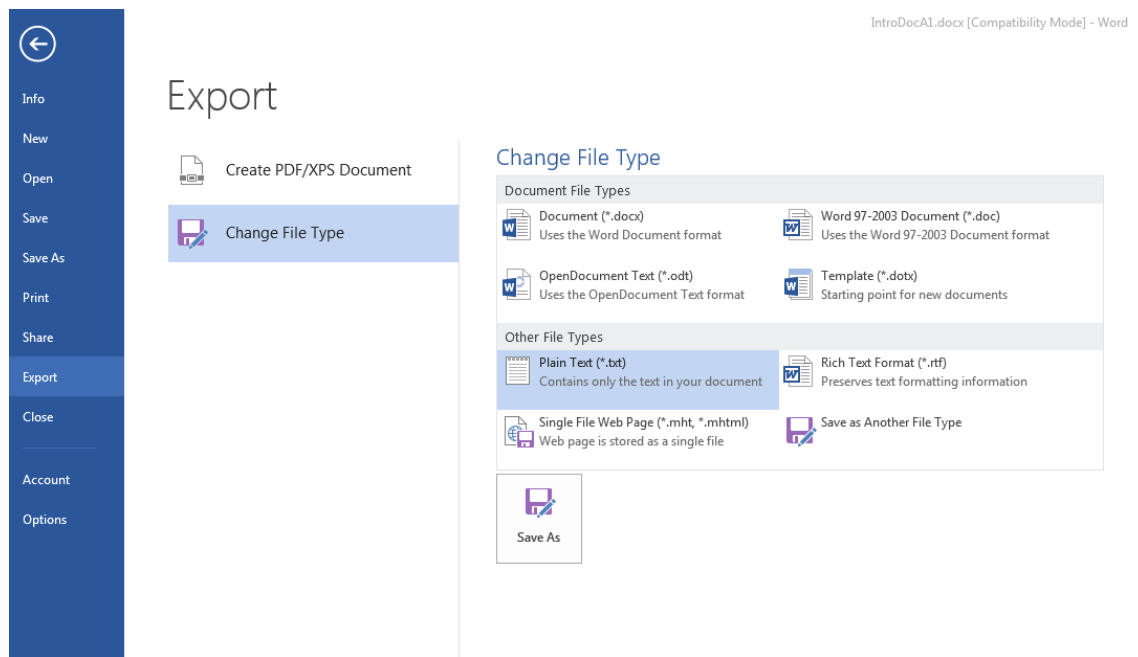 IntroDocA1.docx [Compatibility Mode] - Word
Info
New
Open
Save
Save As
Print
Share
Export
Close
Account
Options
Export
Create PDF/XPS Document
Change File Type
Change File Type
Document File Types
Document (*.docx)
Uses the Word Document format
Word 97-2003 Document (*.doc)
Uses the Word 97-2003 Document format
OpenDocument Text (*.odt)
Uses the OpenDocument Text format
Template (*.dotx)
Starting point for new documents
Other File Types
Plain Text (*.txt)
Contains only the text in your document
Rich Text Format (*.rtf)
Preserves text formatting information
Single File Web Page (*.mht, *.mhtml)
Web page is stored as a single file
Save as Another File Type
Save As